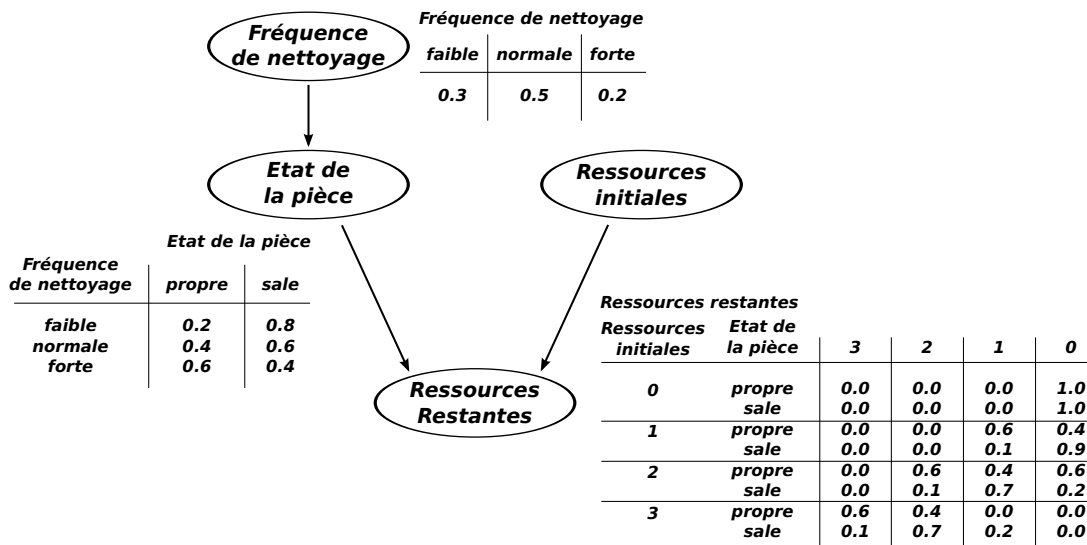 Fréquence
de nettoyage
Fréquence de nettoyage
faible normale forte
0.3 0.5 0.2
Etat de
la pièce
Ressources
initiales
Etat de la pièce
Fréquence
de nettoyage propre sale
faible 0.2 0.8
normale 0.4 0.6
forte 0.6 0.4
Ressources
Restantes
Ressources restantes
Ressources
initiales
Etat de
la pièce
3 2 1 0
0 propre 0.0 0.0 0.0 1.0
sale 0.0 0.0 0.0 1.0
1 propre 0.0 0.0 0.6 0.4
sale 0.0 0.0 0.1 0.9
2 propre 0.0 0.6 0.4 0.6
sale 0.0 0.1 0.7 0.2
3 propre 0.6 0.4 0.0 0.0
sale 0.1 0.7 0.2 0.0